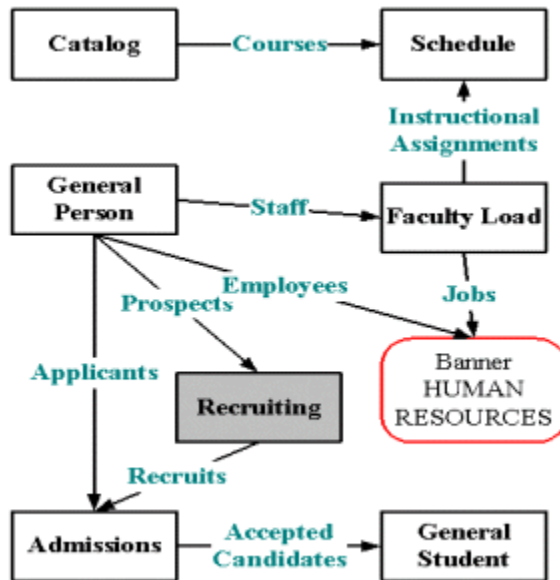 Catalog
Courses
Schedule
Instructional
Assignments
General
Person
Staff
Faculty Load
Employees
Jobs
Prospects
Applicants
Banner
HUMAN
RESOURCES
Recruiting
Recruits
Admissions
Accepted
Candidates
General
Student